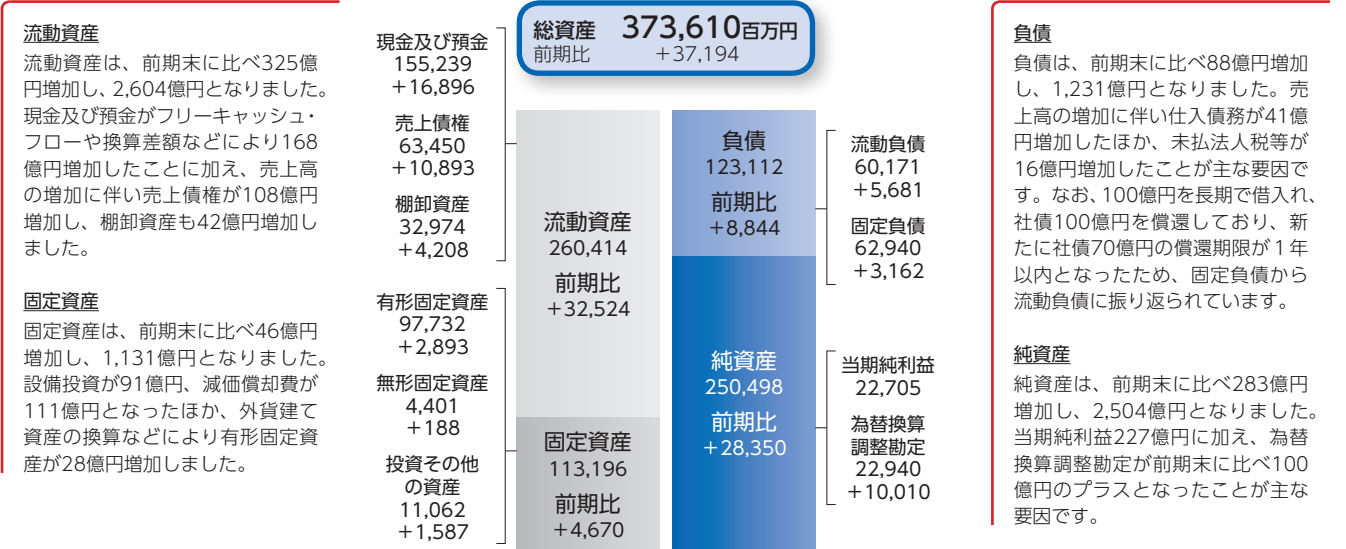 流動資産
流動資産は、前期末に比べ325億
円増加し、2,604億円となりました。
現金及び預金がフリーキャッシュ・
フローや換算差額などにより168
億円増加したことに加え、売上高
の増加に伴い売上債権が108億円
増加し、棚卸資産も42億円増加し
ました。
固定資産
固定資産は、前期末に比べ46億円
増加し、1,131億円となりました。
設備投資が91億円、減価償却費が
111億円となったほか、外貨建て
資産の換算などにより有形固定資
産が28億円増加しました。
現金及び預金
155,239
+16,896
売上債権
63,450
+10,893
棚卸資産
32,974
+4,208
有形固定資産
97,732
+2,893
無形固定資産
4,401
+188
投資その他
の資産
11,062
+1,587
総資産 373,610百万円
前期比 +37,194
流動資産
260,414
前期比
+32,524
固定資産
113,196
前期比
+4,670
負債
123,112
前期比
+8,844
純資産
250,498
前期比
+28,350
流動負債
60,171
+5,681
固定負債
62,940
+3,162
当期純利益
22,705
為替換算
調整勘定
22,940
+10,010
負債
負債は、前期末に比べ88億円増加
し、1,231億円となりました。売
上高の増加に伴い仕入債務が41億
円増加したほか、未払法人税等が
16億円増加したことが主な要因で
す。なお、100億円を長期で借入れ、
社債100億円を償還しており、新
たに社債70億円の償還期限が1年
以内となったため、固定負債から
流動負債に振り返られています。
純資産
純資産は、前期末に比べ283億円
増加し、2,504億円となりました。
当期純利益227億円に加え、為替
換算調整勘定が前期末に比べ100
億円のプラスとなったことが主な
要因です。